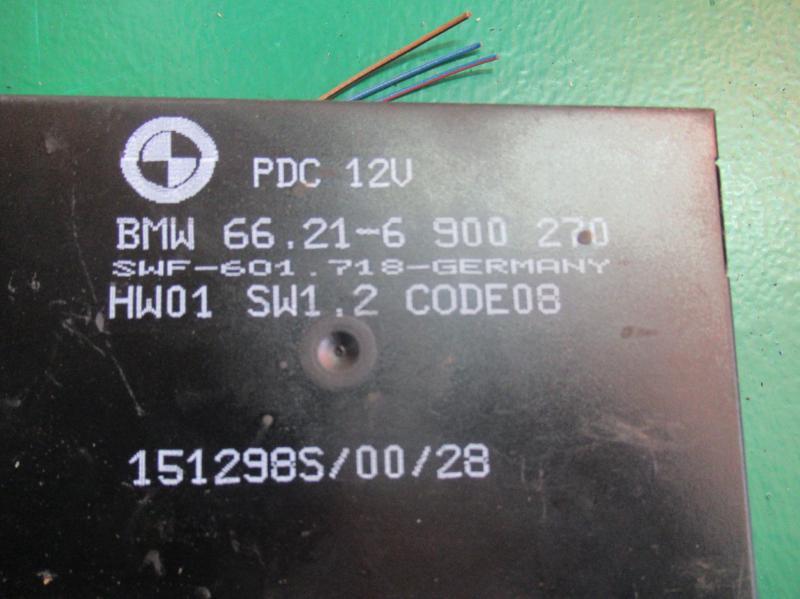 PDC 12V
BMW 66.21-6 900 270
SWF-601.718-GERMANY
HW01 SW1.2 CODE08
151298S/00/28